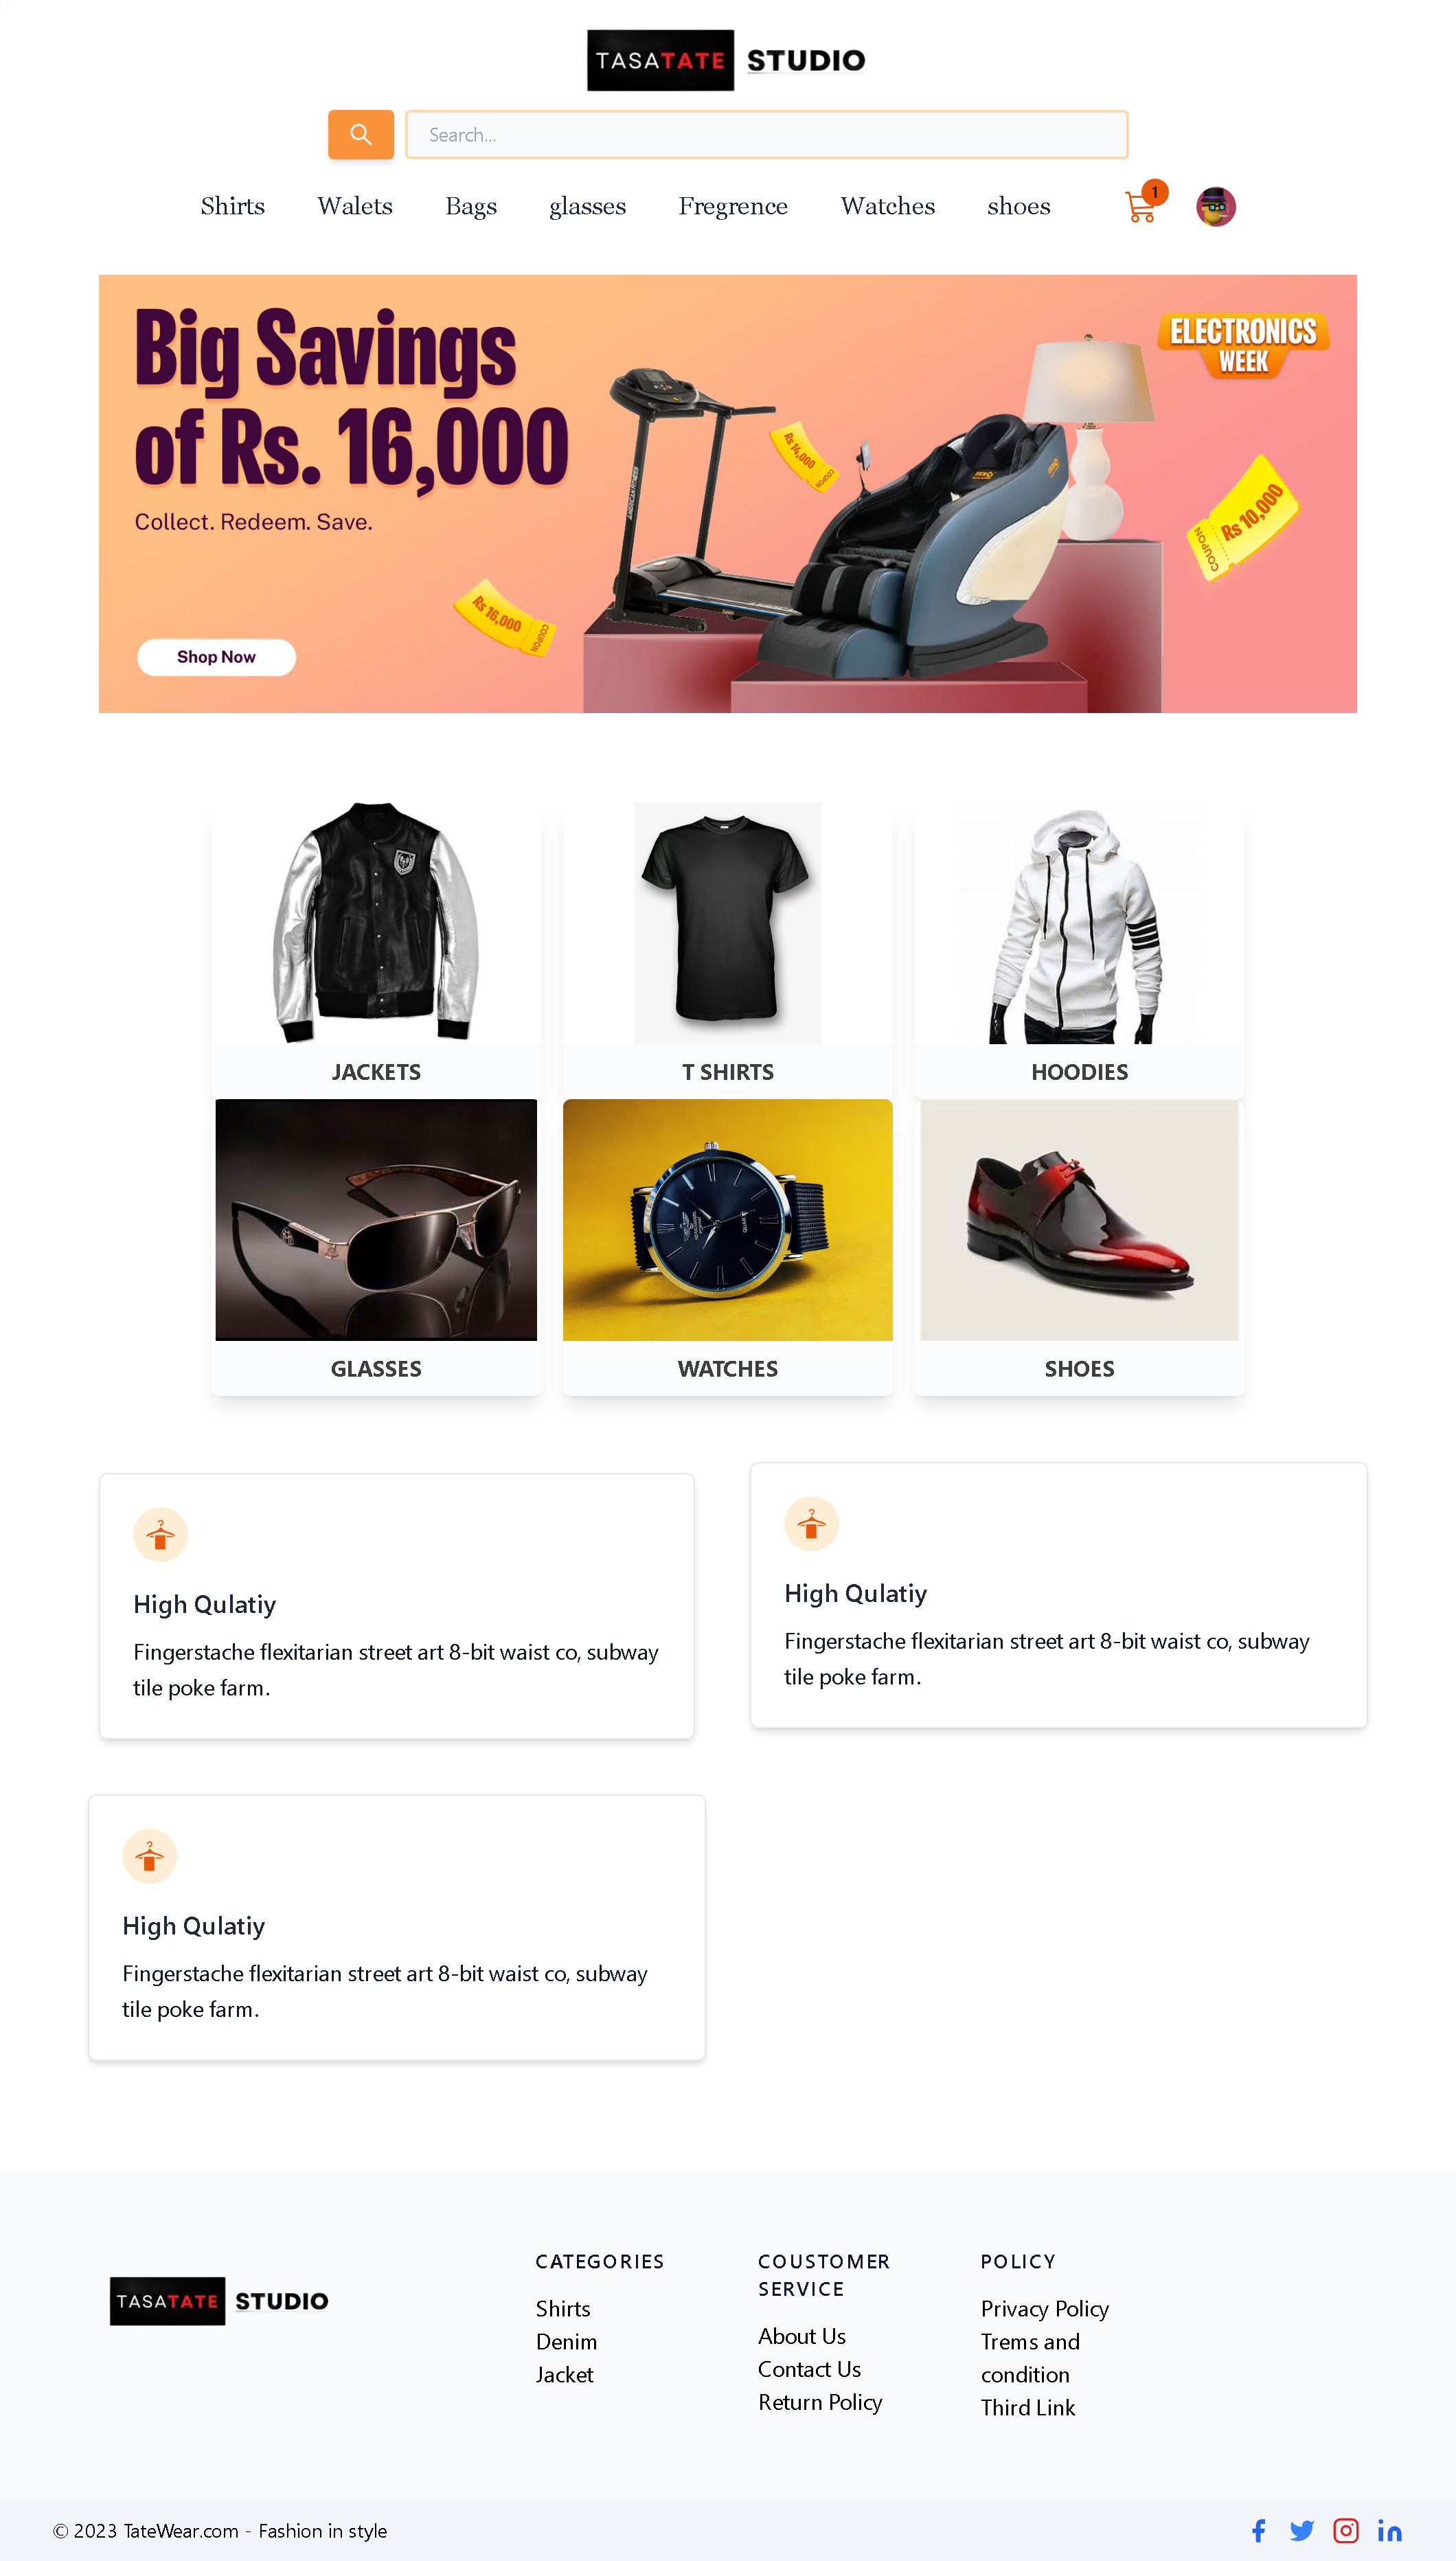 TASATATE STUDIO
Search...
Shirts Walets Bags glasses Fregrence Watches shoes 1
Big Savings
of Rs. 16,000
Collect. Redeem. Save.
Shop Now
ELECTRONICS
WEEK
Rs 14,000
COUPON
Rs 10,000
COUPON
Rs 16,000
COUPON
AMERICAN FITNESS
ZERO
JACKETS T SHIRTS HOODIES
QUARTZ
GLASSES WATCHES SHOES
High Qulatiy
Fingerstache flexitarian street art 8-bit waist co, subway
tile poke farm.
High Qulatiy
Fingerstache flexitarian street art 8-bit waist co, subway
tile poke farm.
High Qulatiy
Fingerstache flexitarian street art 8-bit waist co, subway
tile poke farm.
TASATATE STUDIO
CATEGORIES
Shirts
Denim
Jacket
COUSTOMER
SERVICE
About Us
Contact Us
Return Policy
POLICY
Privacy Policy
Trems and
condition
Third Link
© 2023 TateWear.com - Fashion in style